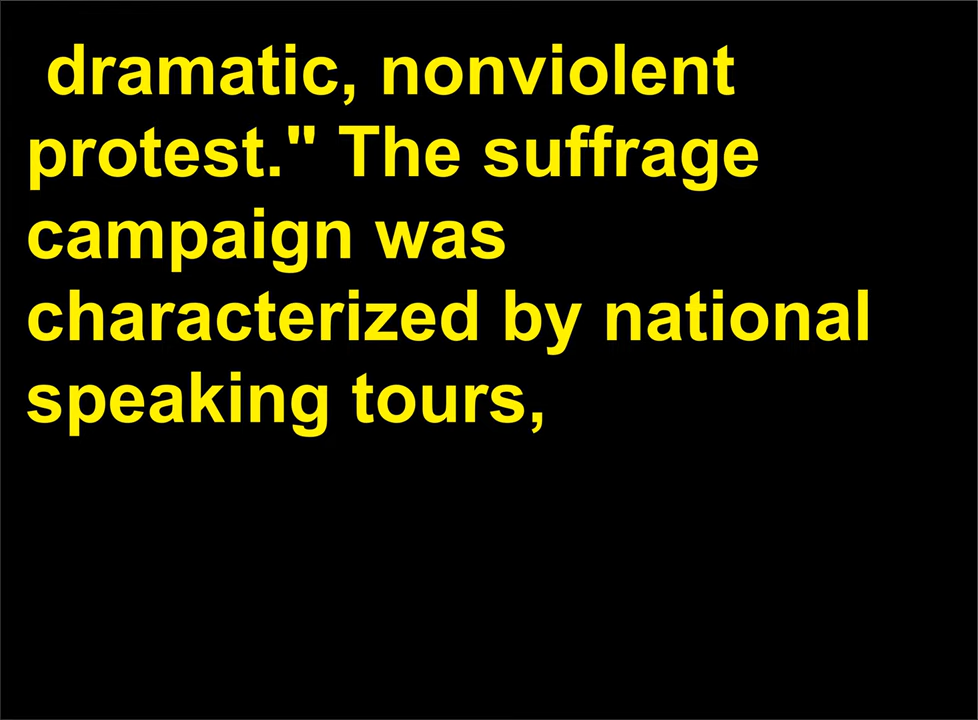 dramatic, nonviolent
protest." The suffrage
campaign was
characterized by national
speaking tours,